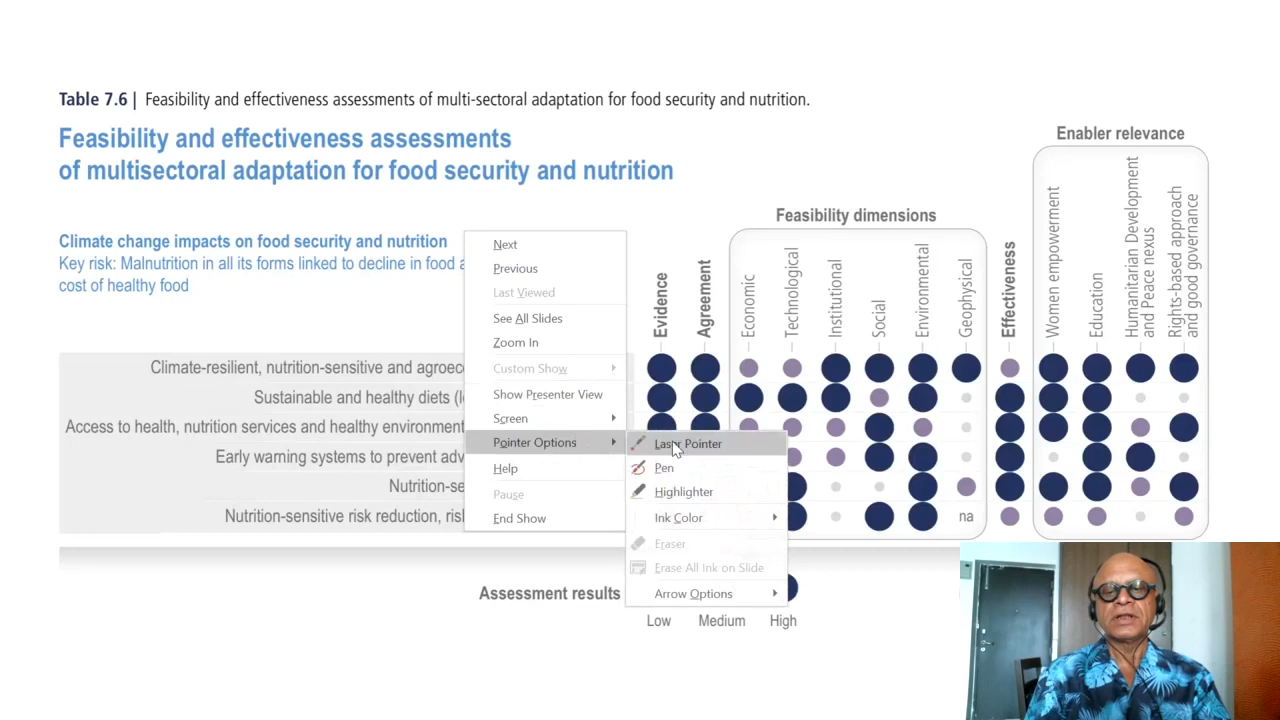 Table 7.6 | Feasibility and effectiveness assessments of multi-sectoral adaptation for food security and nutrition.
Feasibility and effectiveness assessments
of multisectoral adaptation for food security and nutrition
Enabler relevance
Feasibility dimensions
Climate change impacts on food security and nutrition
Key risk: Malnutrition in all its forms linked to decline in food
cost of healthy food
Evidence
Agreement
Economic
Technological
Institutional
Social
Environmental
Geophysical
Effectiveness
Women empowerment
Education
Humanitarian Development
and Peace nexus
Rights-based approach
and good governance
Climate-resilient, nutrition-sensitive and
Sustainable and healthy diets
Access to health, nutrition services and healthy
Early warning systems to prevent
Nutrition-sensitive risk reduction,
na
Next
Previous
Last Viewed
See All Slides
Zoom In
Custom Show
Show Presenter View
Screen
Pointer Options
Help
Pause
End Show
Laser Pointer
Pen
Highlighter
Ink Color
Eraser
Erase All Ink on Slide
Arrow Options
Assessment results
Low Medium High